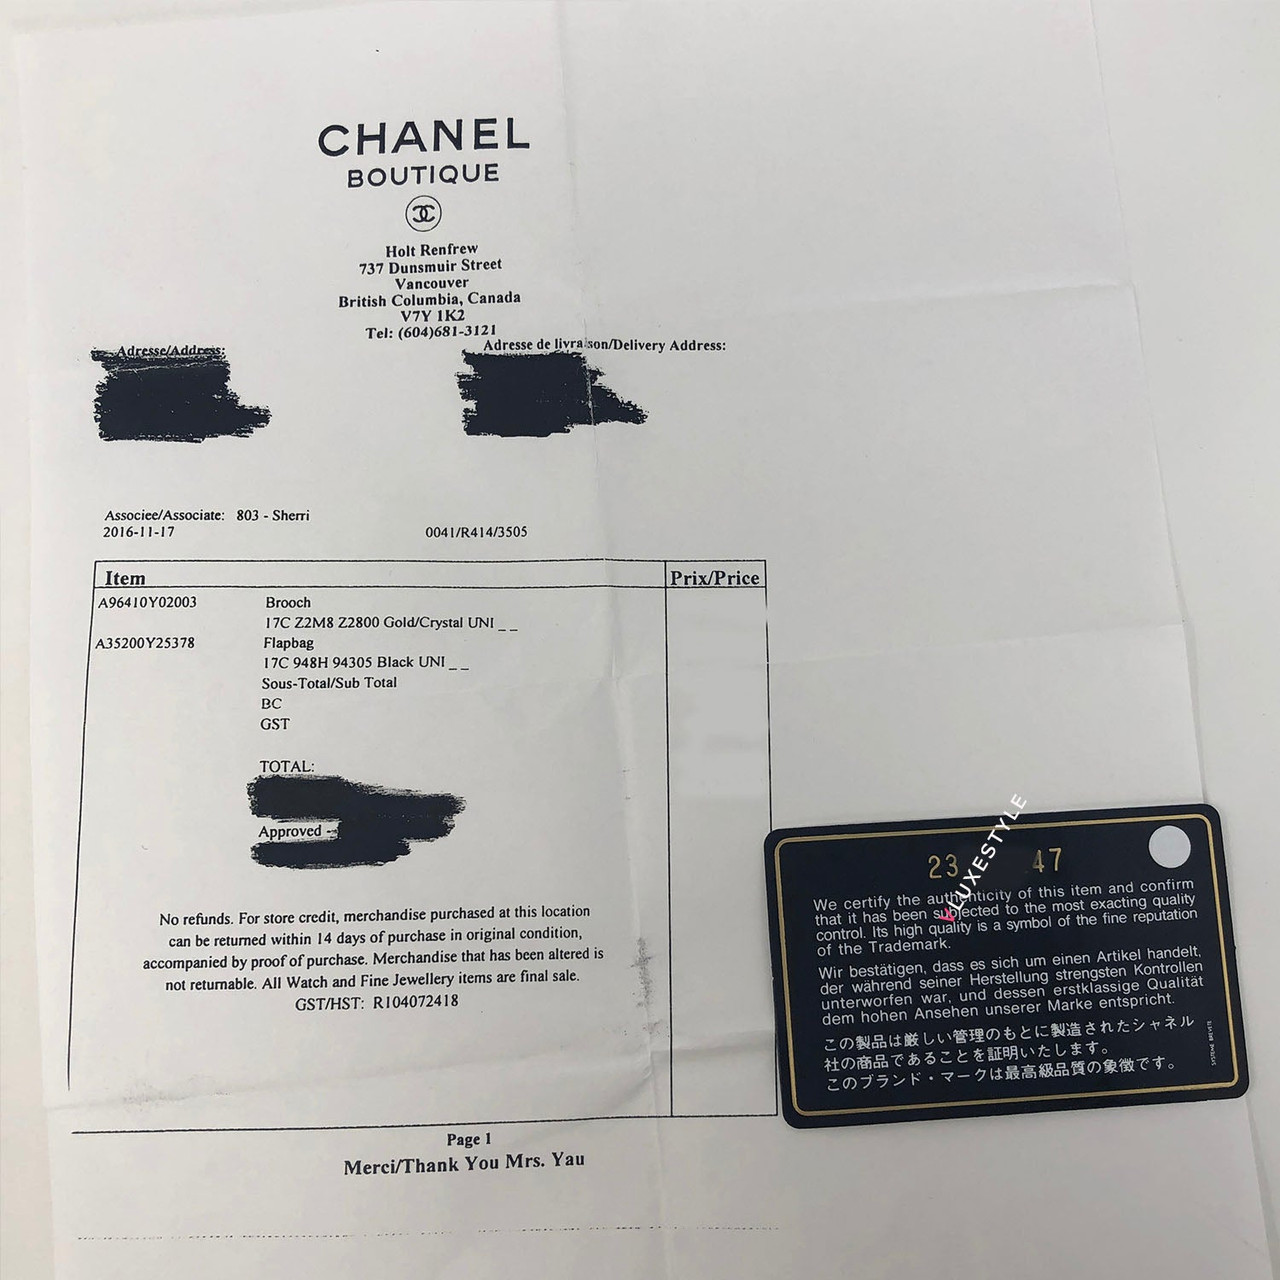 CHANEL
BOUTIQUE
Holt Renfrew
737 Dunsmuir Street
Vancouver
British Columbia, Canada
V7Y 1K2
Tel: (604)681-3121
Adresse/Address:
Adresse de livraison/Delivery Address:
Associee/Associate: 803 - Sherri
2016-11-17 0041/R414/3505
Item Prix/Price
A96410Y02003 Brooch
17C Z2M8 Z2800 Gold/Crystal UNI _ _
A35200Y25378 Flapbag
17C 948H 94305 Black UNI _ _
Sous-Total/Sub Total
BC
GST
TOTAL:
Approved -
No refunds. For store credit, merchandise purchased at this location
can be returned within 14 days of purchase in original condition,
accompanied by proof of purchase. Merchandise that has been altered is
not returnable. All Watch and Fine Jewellery items are final sale.
GST/HST: R104072418
Page 1
Merci/Thank You Mrs. Yau
23 47
We certify the authenticity of this item and confirm
that it has been subjected to the most exacting quality
control. Its high quality is a symbol of the fine reputation
of the Trademark.
Wir bestätigen, dass es sich um einen Artikel handelt,
der während seiner Herstellung strengsten Kontrollen
unterworfen war, und dessen erstklassige Qualität
dem hohen Ansehen unserer Marke entspricht.
この製品は厳しい管理のもとに製造されたシャネル
社の商品であることを証明いたします。
このブランド・マークは最高級品質の象徴です。
SYSTEME BREVETE
LUXESTYLE